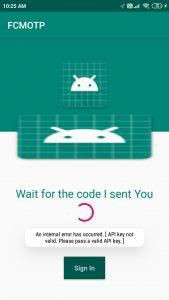 10:25 AM
FCMOTP
Wait for the code I sent You
An internal error has occurred. [ API key not
valid. Please pass a valid API key. ]
Sign In